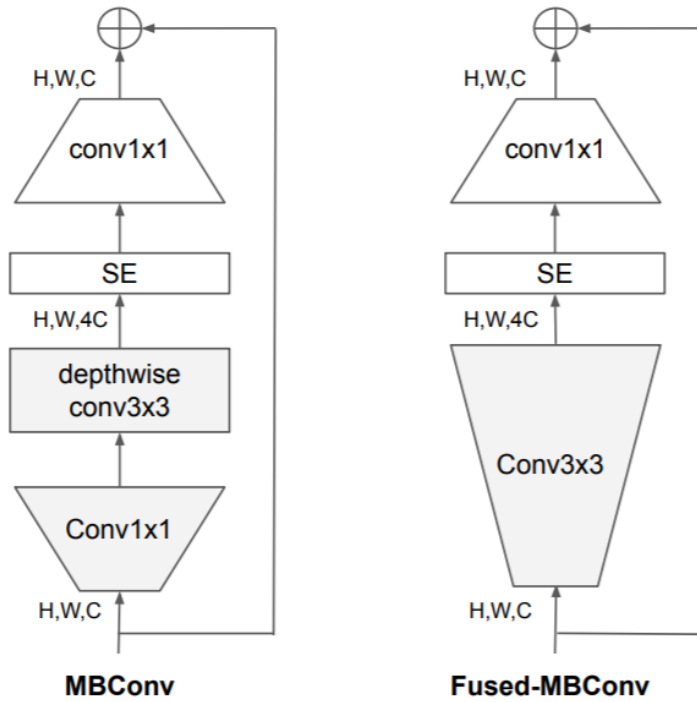 H,W,C
conv1x1
SE
H,W,4C
depthwise
conv3x3
Conv1x1
H,W,C
MBConv
H,W,C
conv1x1
SE
H,W,4C
Conv3x3
H,W,C
Fused-MBConv